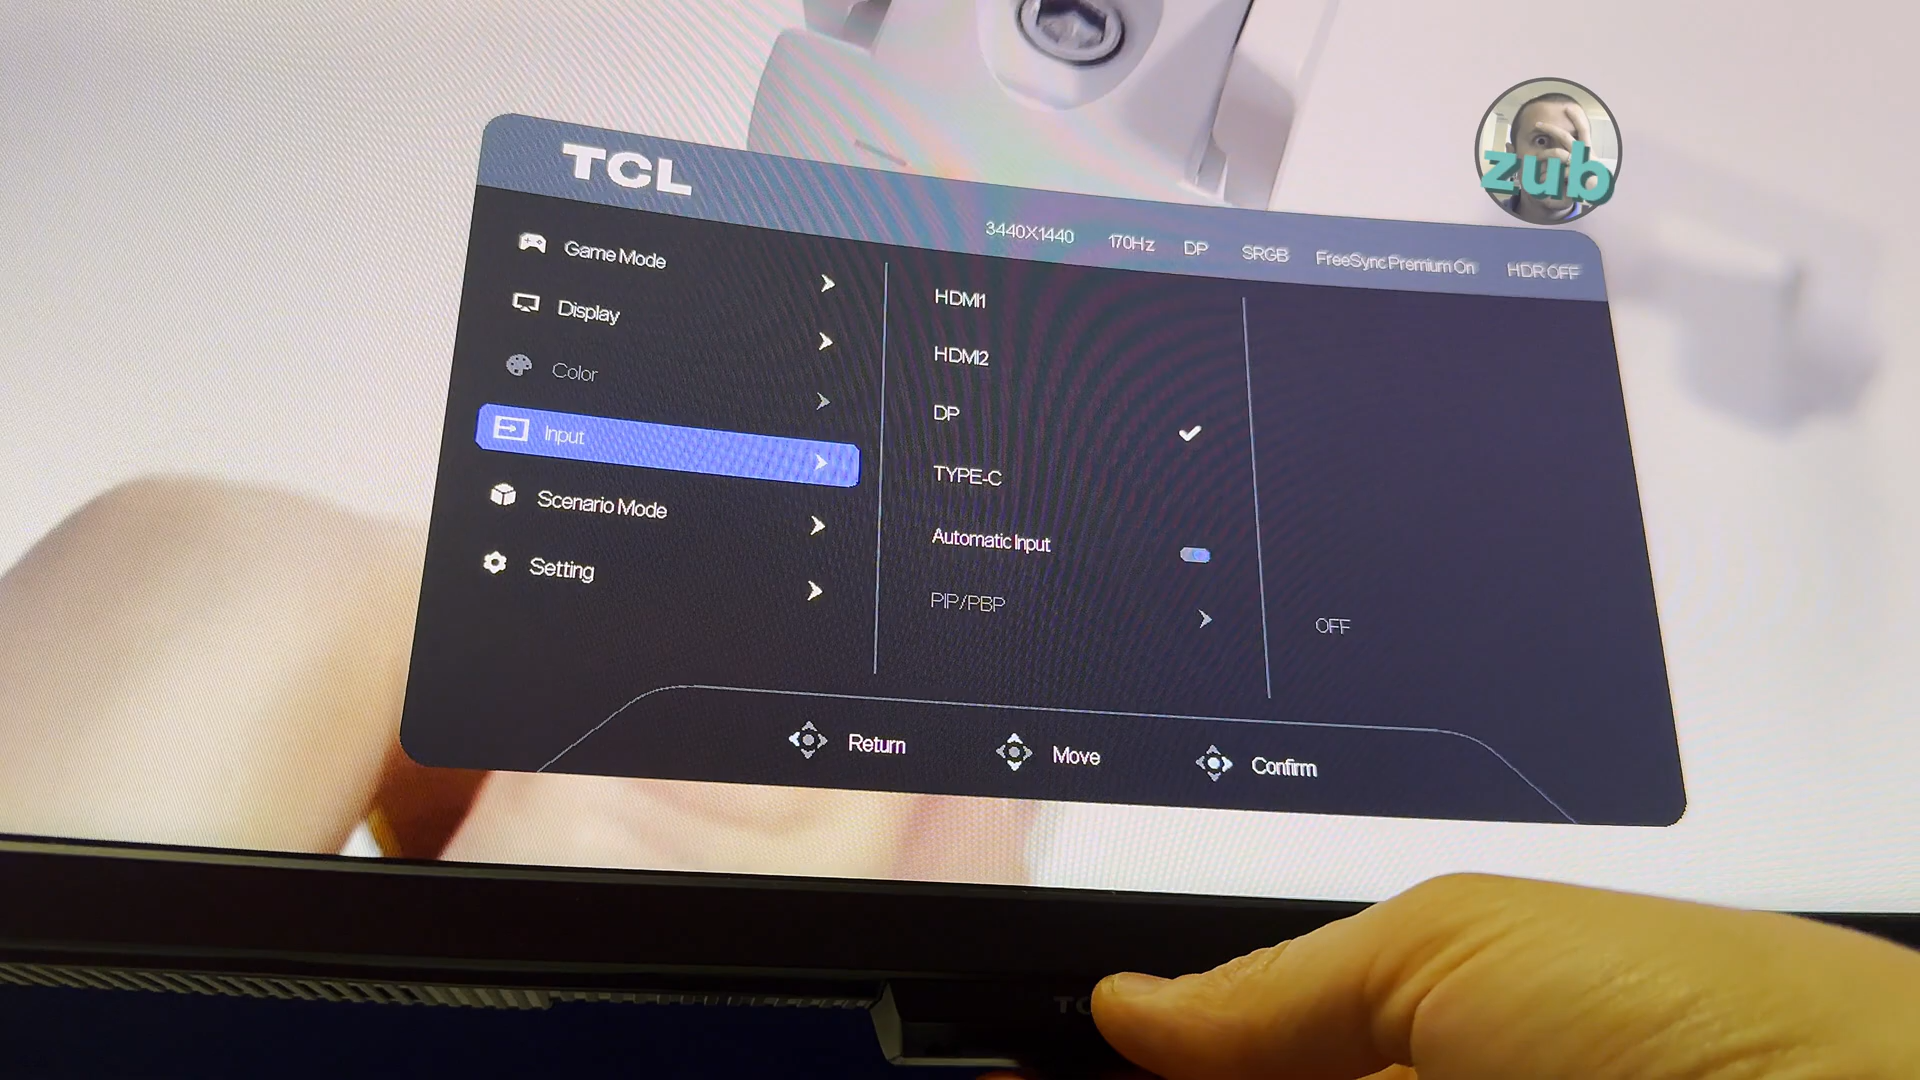 zub
TCL
3440X1440 170Hz DP SRGB FreeSync Premium On HDR OFF
Game Mode
Display
Color
Input
Scenario Mode
Setting
HDMI1
HDMI2
DP
TYPE-C
Automatic Input
PIP/PBP OFF
Return Move Confirm